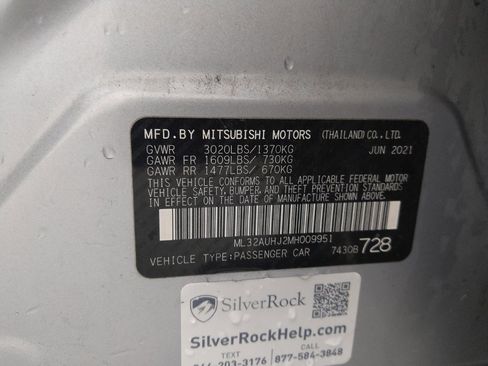 MFD. BY MITSUBISHI MOTORS (THAILAND) CO., LTD.
GVWR 3020LBS/1370KG JUN 2021
GAWR FR 1609LBS/ 730KG
GAWR RR 1477LBS/ 670KG
THIS VEHICLE CONFORMS TO ALL APPLICABLE FEDERAL MOTOR
VEHICLE SAFETY, BUMPER, AND THEFT PREVENTION STANDARDS
IN EFFECT ON THE DATE OF MANUFACTURE SHOWN ABOVE.
ML32AUHJ2MH009951
VEHICLE TYPE:PASSENGER CAR 7430B 728
SilverRock
SilverRockHelp.com
TEXT CALL
203-3176 877-584-3848